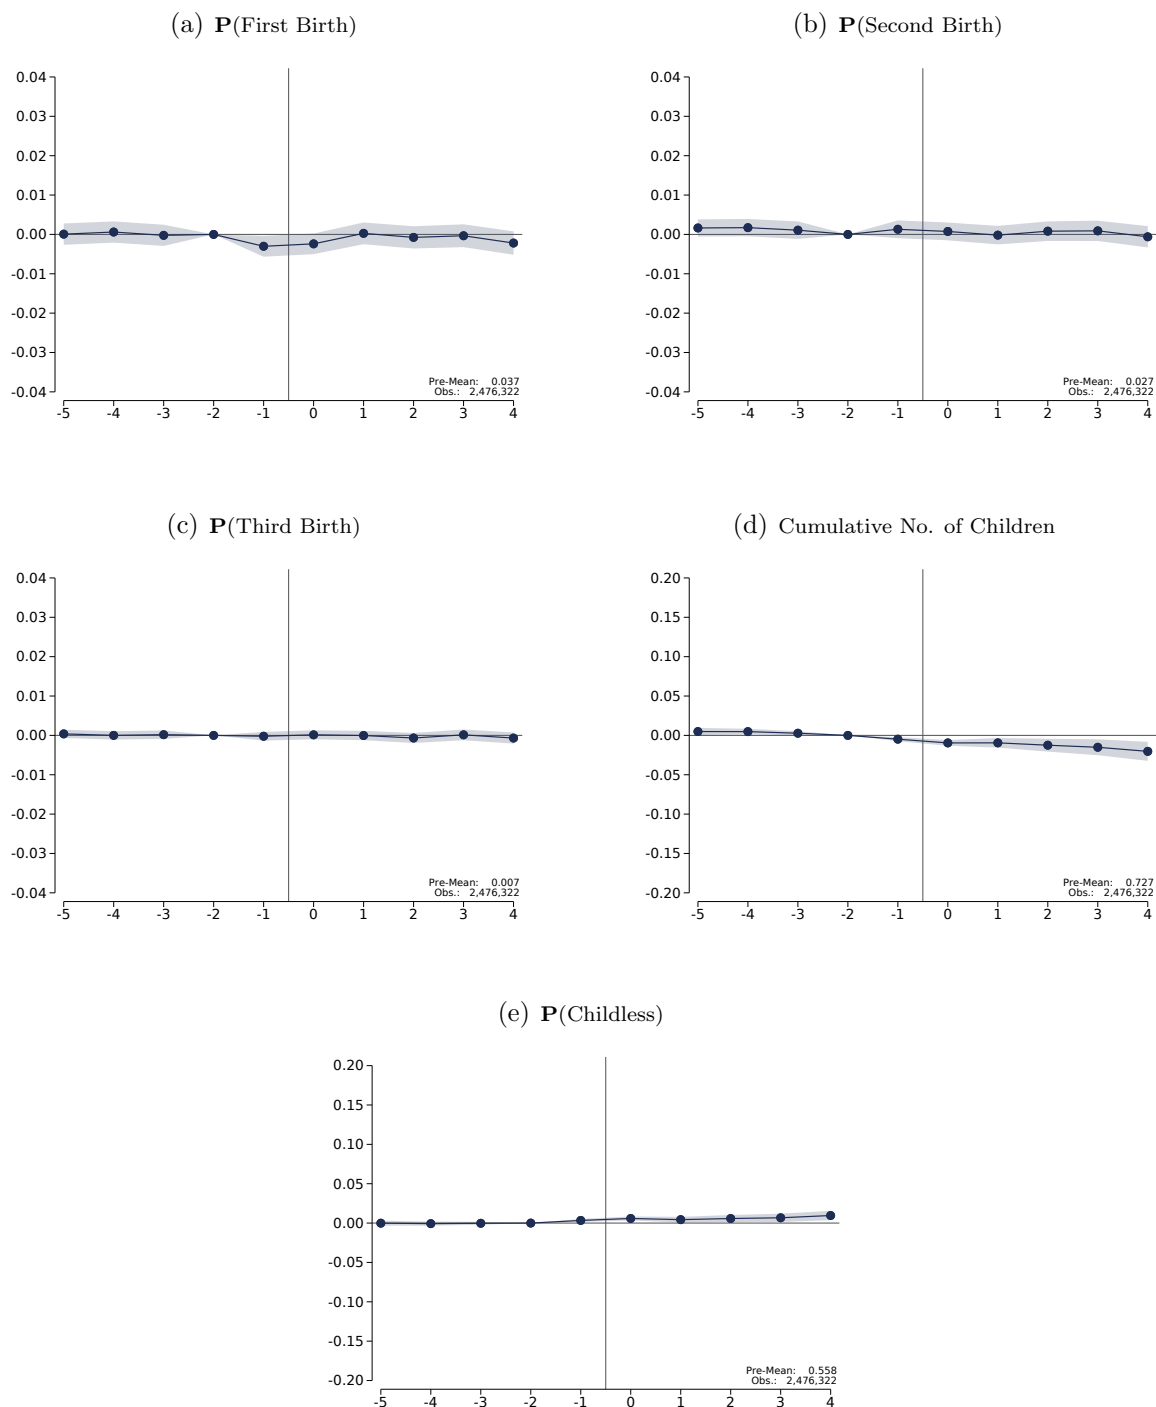 (a) P(First Birth)
0.04
0.03
0.02
0.01
0.00
-0.01
-0.02
-0.03
-0.04
Pre-Mean: 0.037
Obs.: 2,476,322
-5 -4 -3 -2 -1 0 1 2 3 4
(b) P(Second Birth)
0.04
0.03
0.02
0.01
0.00
-0.01
-0.02
-0.03
-0.04
Pre-Mean: 0.027
Obs.: 2,476,322
-5 -4 -3 -2 -1 0 1 2 3 4
(c) P(Third Birth)
0.04
0.03
0.02
0.01
0.00
-0.01
-0.02
-0.03
-0.04
Pre-Mean: 0.007
Obs.: 2,476,322
-5 -4 -3 -2 -1 0 1 2 3 4
(d) Cumulative No. of Children
0.20
0.15
0.10
0.05
0.00
-0.05
-0.10
-0.15
-0.20
Pre-Mean: 0.727
Obs.: 2,476,322
-5 -4 -3 -2 -1 0 1 2 3 4
(e) P(Childless)
0.20
0.15
0.10
0.05
0.00
-0.05
-0.10
-0.15
-0.20
Pre-Mean: 0.558
Obs.: 2,476,322
-5 -4 -3 -2 -1 0 1 2 3 4